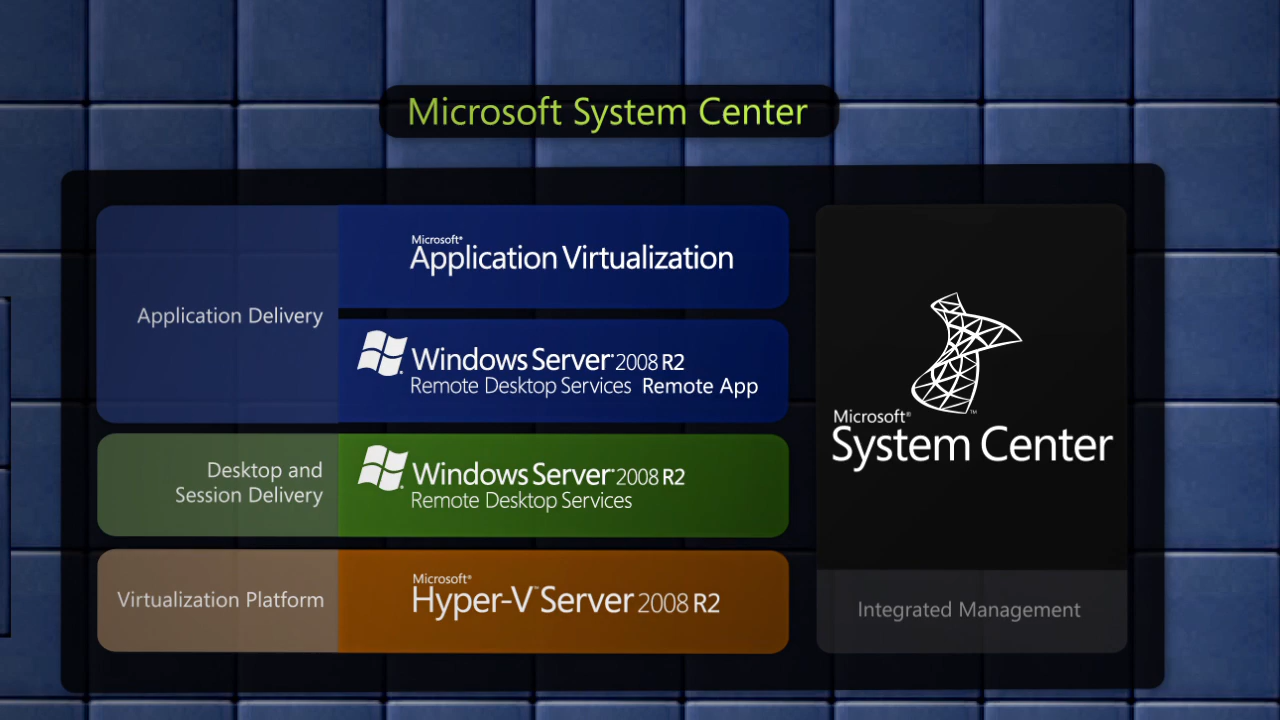 Microsoft System Center
Application Delivery
Microsoft®
Application Virtualization
Windows Server® 2008 R2
Remote Desktop Services Remote App
Desktop and
Session Delivery
Windows Server® 2008 R2
Remote Desktop Services
Virtualization Platform
Microsoft®
Hyper-V™ Server 2008 R2
Microsoft®
System Center™
Integrated Management